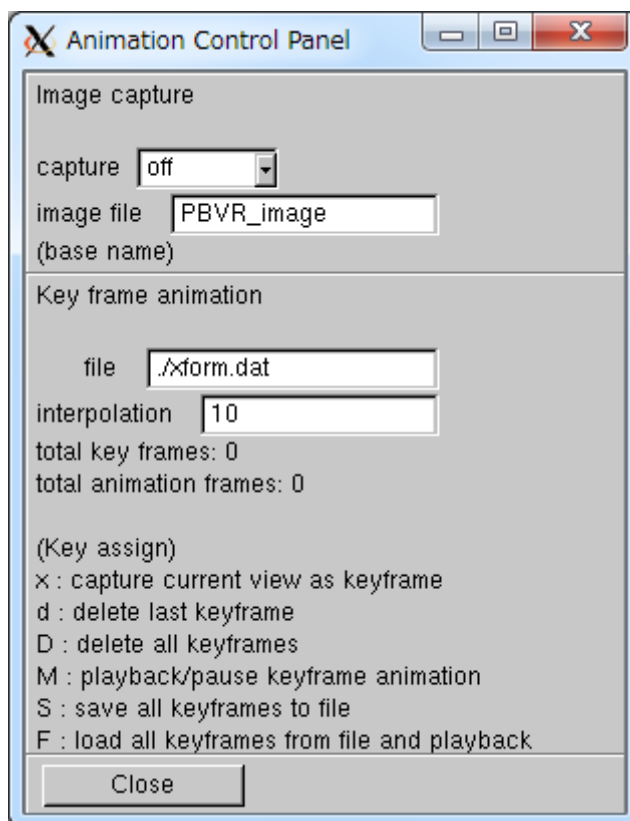 Animation Control Panel
Image capture
capture off
image file PBVR_image
(base name)
Key frame animation
file ./xform.dat
interpolation 10
total key frames: 0
total animation frames: 0
(Key assign)
x : capture current view as keyframe
d : delete last keyframe
D : delete all keyframes
M : playback/pause keyframe animation
S : save all keyframes to file
F : load all keyframes from file and playback
Close